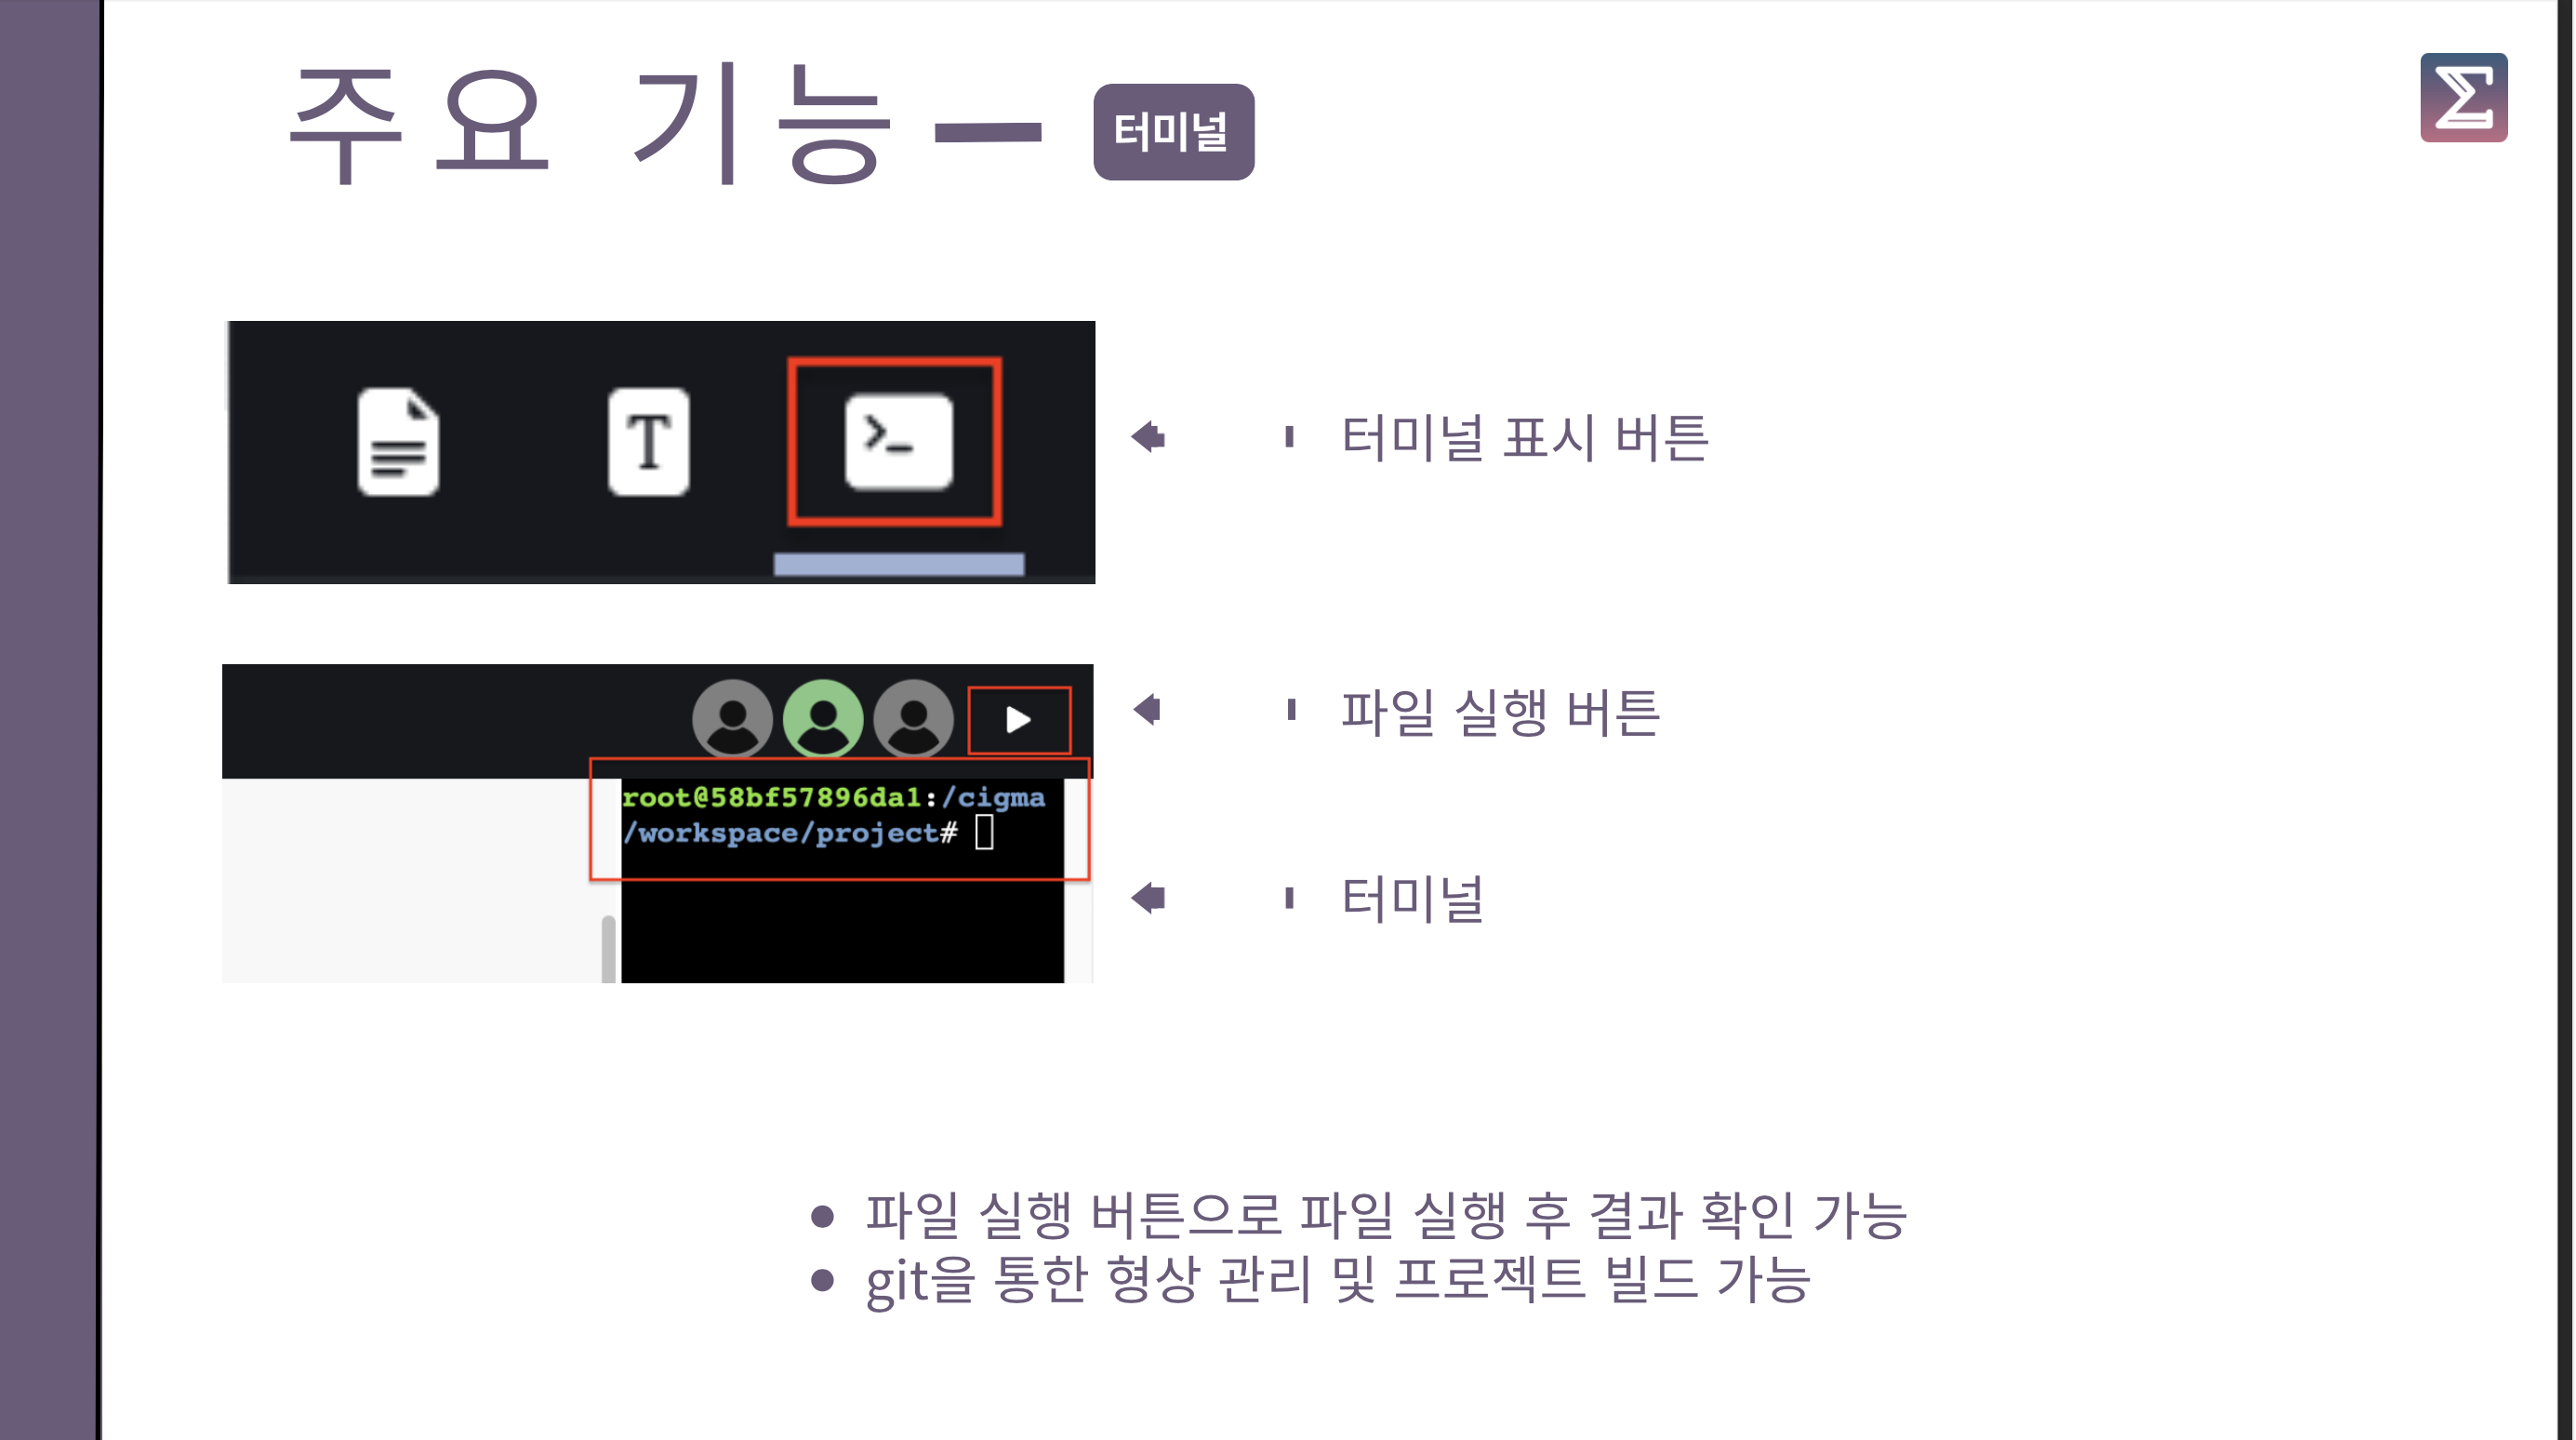 주요 기능 — 터미널
T
>_
터미널 표시 버튼
파일 실행 버튼
root@58bf57896da1:/cigma
/workspace/project#
터미널
• 파일 실행 버튼으로 파일 실행 후 결과 확인 가능
• git을 통한 형상 관리 및 프로젝트 빌드 가능